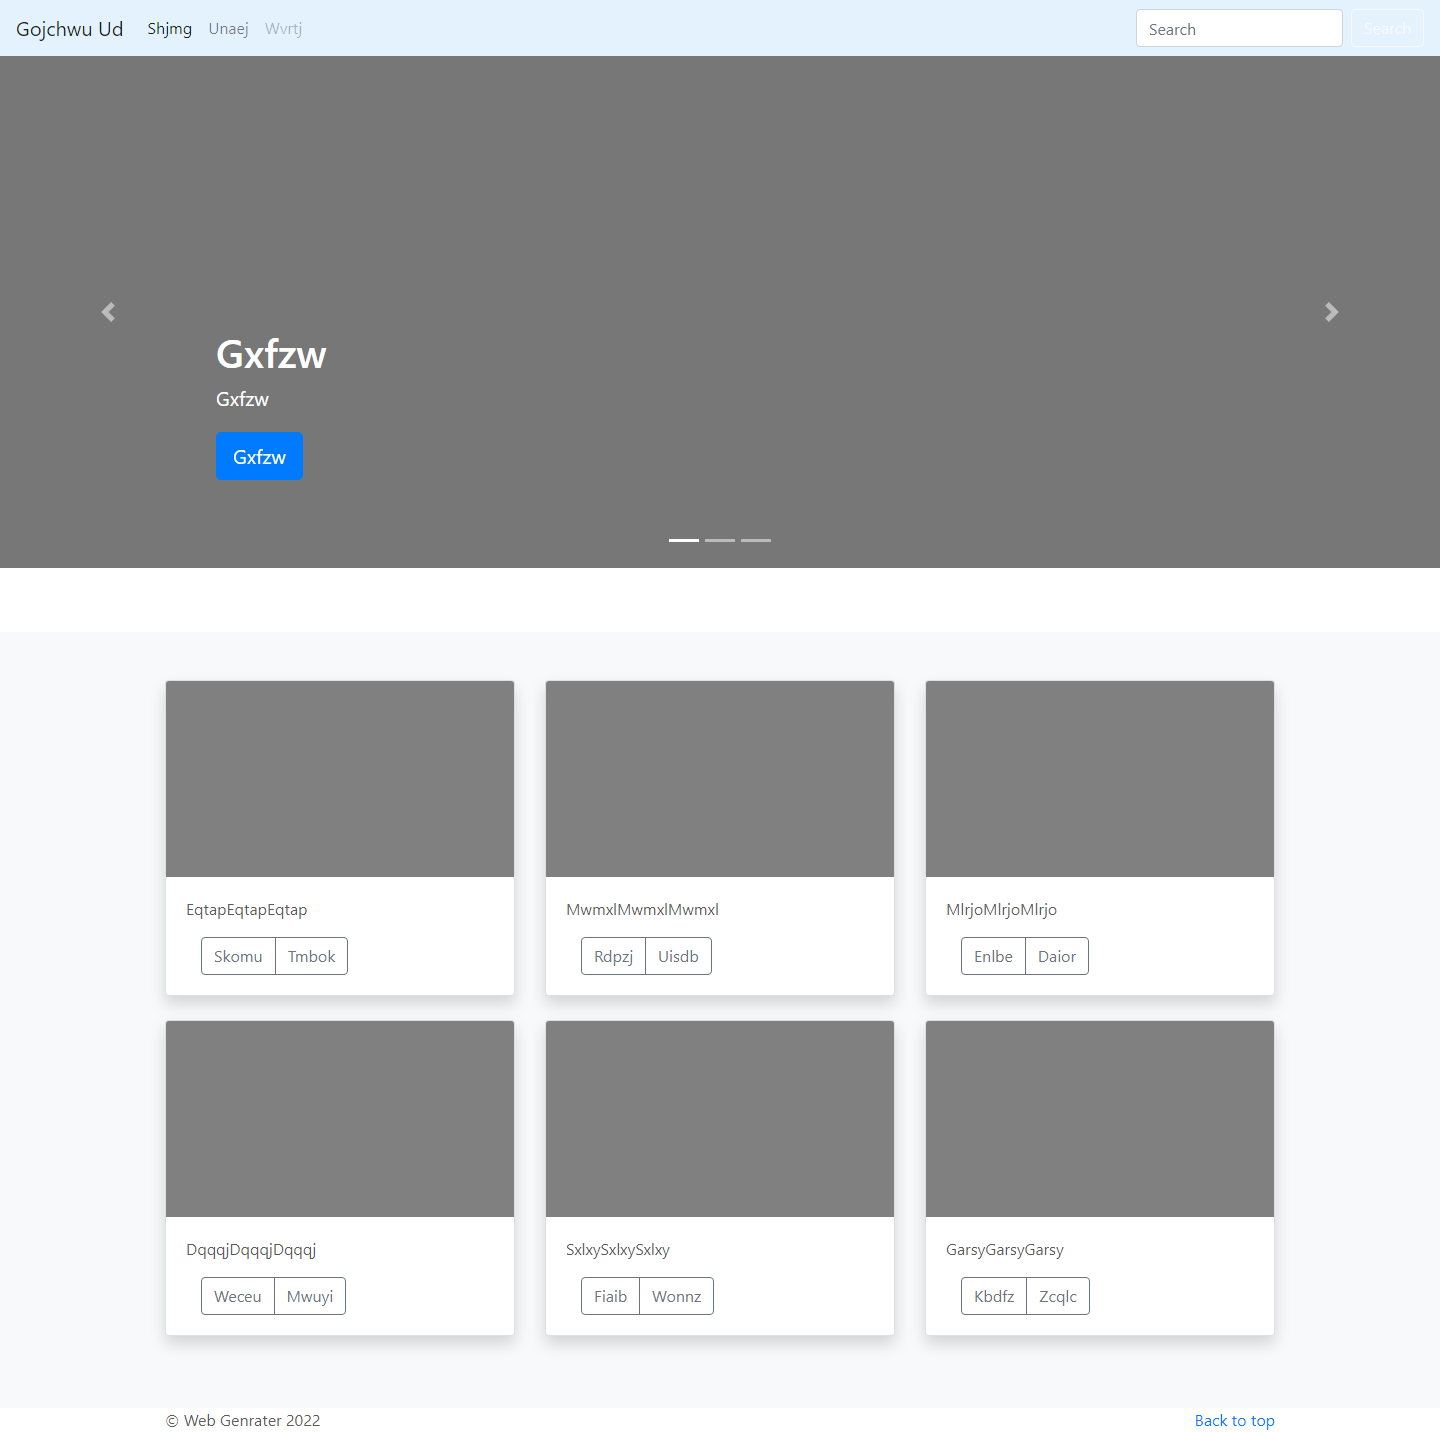 Gojchwu Ud Shjmg Unaej Wvrtj Search Search
Gxfzw
Gxfzw
Gxfzw
EqtapEqtapEqtap MwmxlMwmxlMwmxl MlrjoMlrjoMlrjo
Skomu Tmbok Rdpzj Uisdb Enlbe Daior
DqqqjDqqqjDqqqj SxlxySxlxySxlxy GarsyGarsyGarsy
Weceu Mwuyi Fiaib Wonnz Kbdfz Zcqlc
© Web Genrater 2022 Back to top